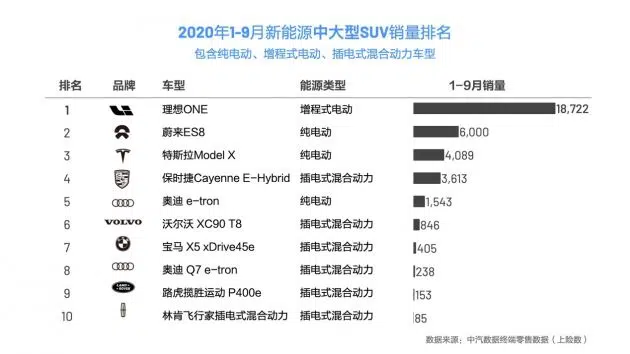 2020年1-9月新能源中大型SUV销量排名
包含纯电动、增程式电动、插电式混合动力车型
排名 品牌 车型 能源类型 1-9月销量
1 理想ONE 增程式电动 18,722
2 蔚来ES8 纯电动 6,000
3 特斯拉Model X 纯电动 4,089
4 保时捷Cayenne E-Hybrid 插电式混合动力 3,613
5 奥迪 e-tron 纯电动 1,543
6 VOLVO 沃尔沃 XC90 T8 插电式混合动力 846
7 宝马 X5 xDrive45e 插电式混合动力 405
8 奥迪 Q7 e-tron 插电式混合动力 238
9 LAND ROVER 路虎揽胜运动 P400e 插电式混合动力 153
10 林肯飞行家插电式混合动力 插电式混合动力 85
数据来源：中汽数据终端零售数据（上险数）